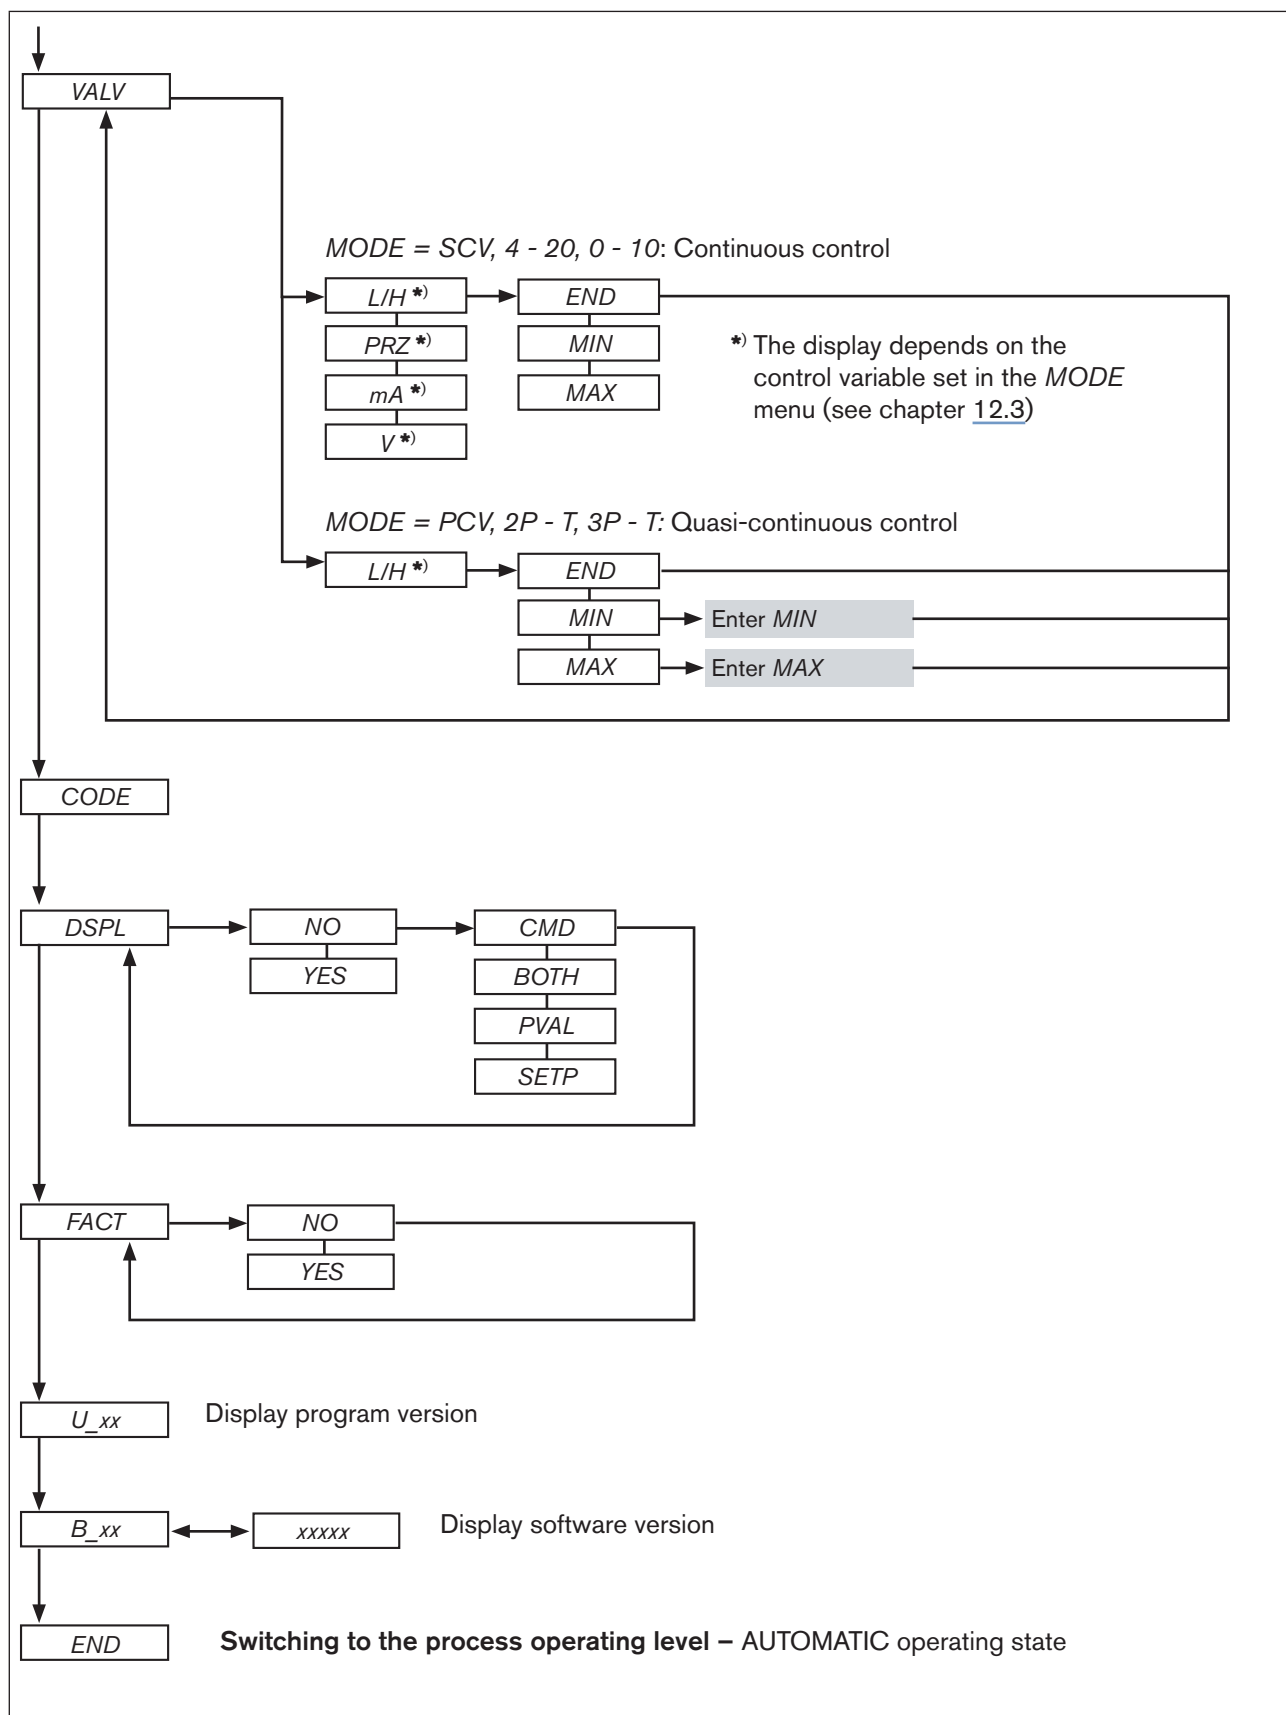 VALV
MODE = SCV, 4 - 20, 0 - 10: Continuous control
L/H *)
END
PRZ *)
MIN
mA *)
MAX
V *)
*) The display depends on the
control variable set in the MODE
menu (see chapter 12.3)
MODE = PCV, 2P - T, 3P - T: Quasi-continuous control
L/H *)
END
MIN
Enter MIN
MAX
Enter MAX
CODE
DSPL
NO
CMD
YES
BOTH
PVAL
SETP
FACT
NO
YES
U_xx
Display program version
B_xx
xxxxx
Display software version
END
Switching to the process operating level – AUTOMATIC operating state